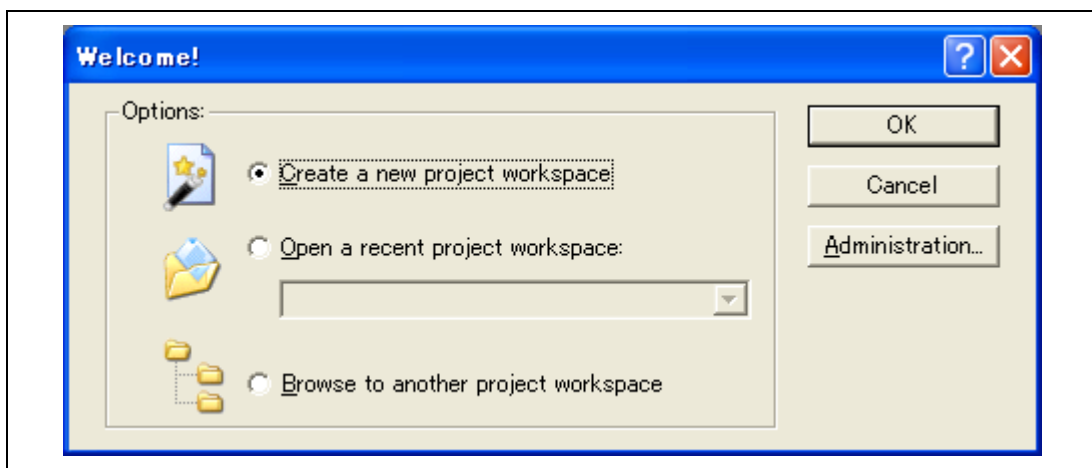 Welcome!
Options:
Create a new project workspace
Open a recent project workspace:
Browse to another project workspace
OK
Cancel
Administration...